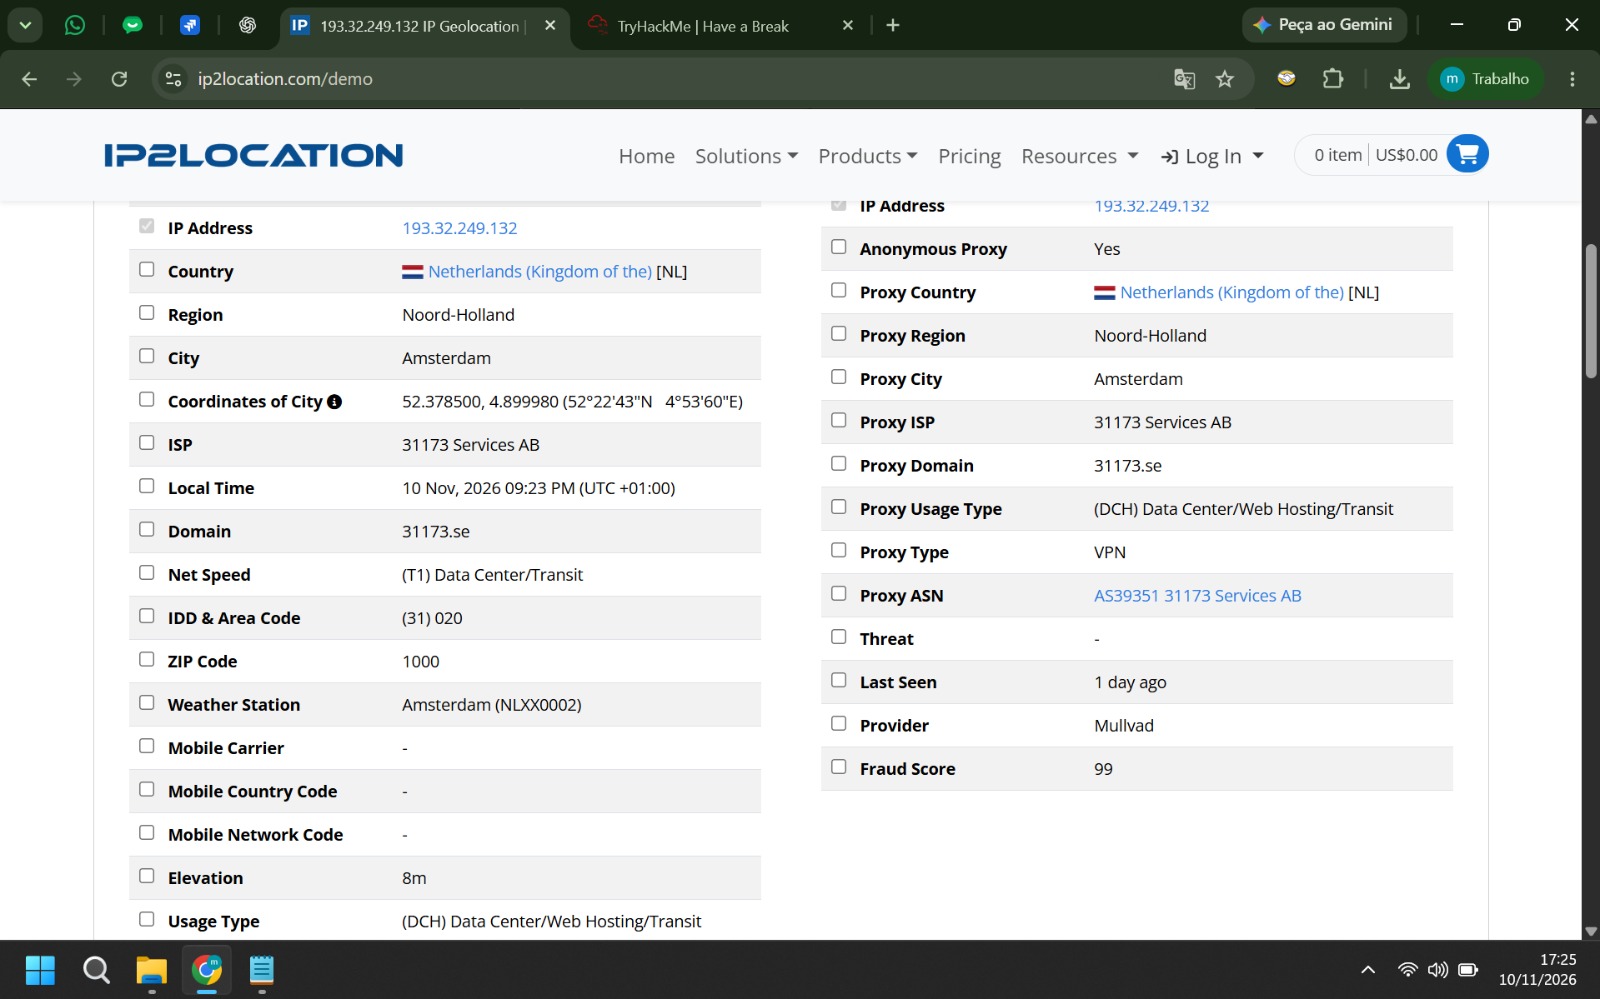 IP 193.32.249.132 IP Geolocation
TryHackMe | Have a Break
Peça ao Gemini
ip2location.com/demo
m Trabalho
IP2LOCATION
Home Solutions Products Pricing Resources Log In 0 item US$0.00
IP Address 193.32.249.132
Country Netherlands (Kingdom of the) [NL]
Region Noord-Holland
City Amsterdam
Coordinates of City 52.378500, 4.899980 (52°22'43"N 4°53'60"E)
ISP 31173 Services AB
Local Time 10 Nov, 2026 09:23 PM (UTC +01:00)
Domain 31173.se
Net Speed (T1) Data Center/Transit
IDD & Area Code (31) 020
ZIP Code 1000
Weather Station Amsterdam (NLXX0002)
Mobile Carrier -
Mobile Country Code -
Mobile Network Code -
Elevation 8m
Usage Type (DCH) Data Center/Web Hosting/Transit
IP Address 193.32.249.132
Anonymous Proxy Yes
Proxy Country Netherlands (Kingdom of the) [NL]
Proxy Region Noord-Holland
Proxy City Amsterdam
Proxy ISP 31173 Services AB
Proxy Domain 31173.se
Proxy Usage Type (DCH) Data Center/Web Hosting/Transit
Proxy Type VPN
Proxy ASN AS39351 31173 Services AB
Threat -
Last Seen 1 day ago
Provider Mullvad
Fraud Score 99
17:25
10/11/2026